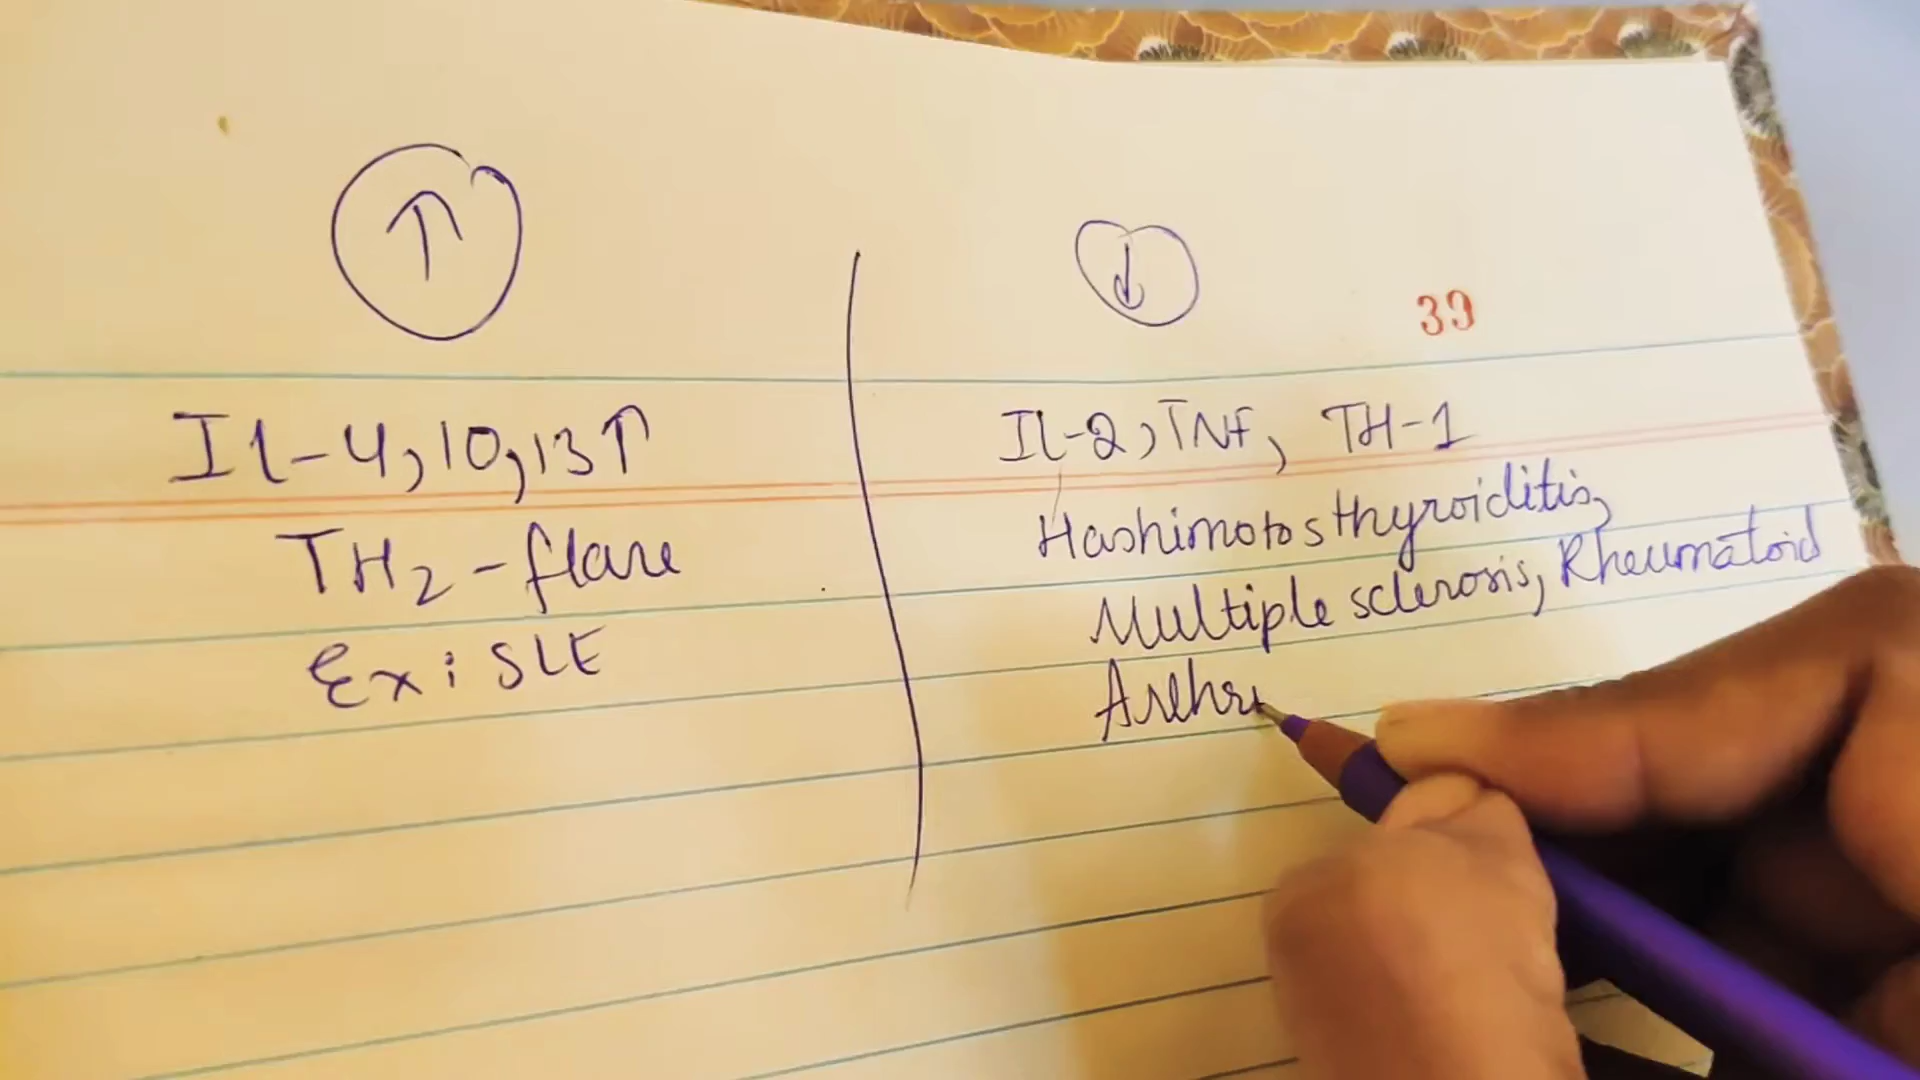 ↑
Il-4,10,13↑
TH2-flare
Ex: SLE
↓
39
Il-2, TNF, TH-1
Hashimotos thyroiditis,
Multiple sclerosis, Rheumatoid
Arthri